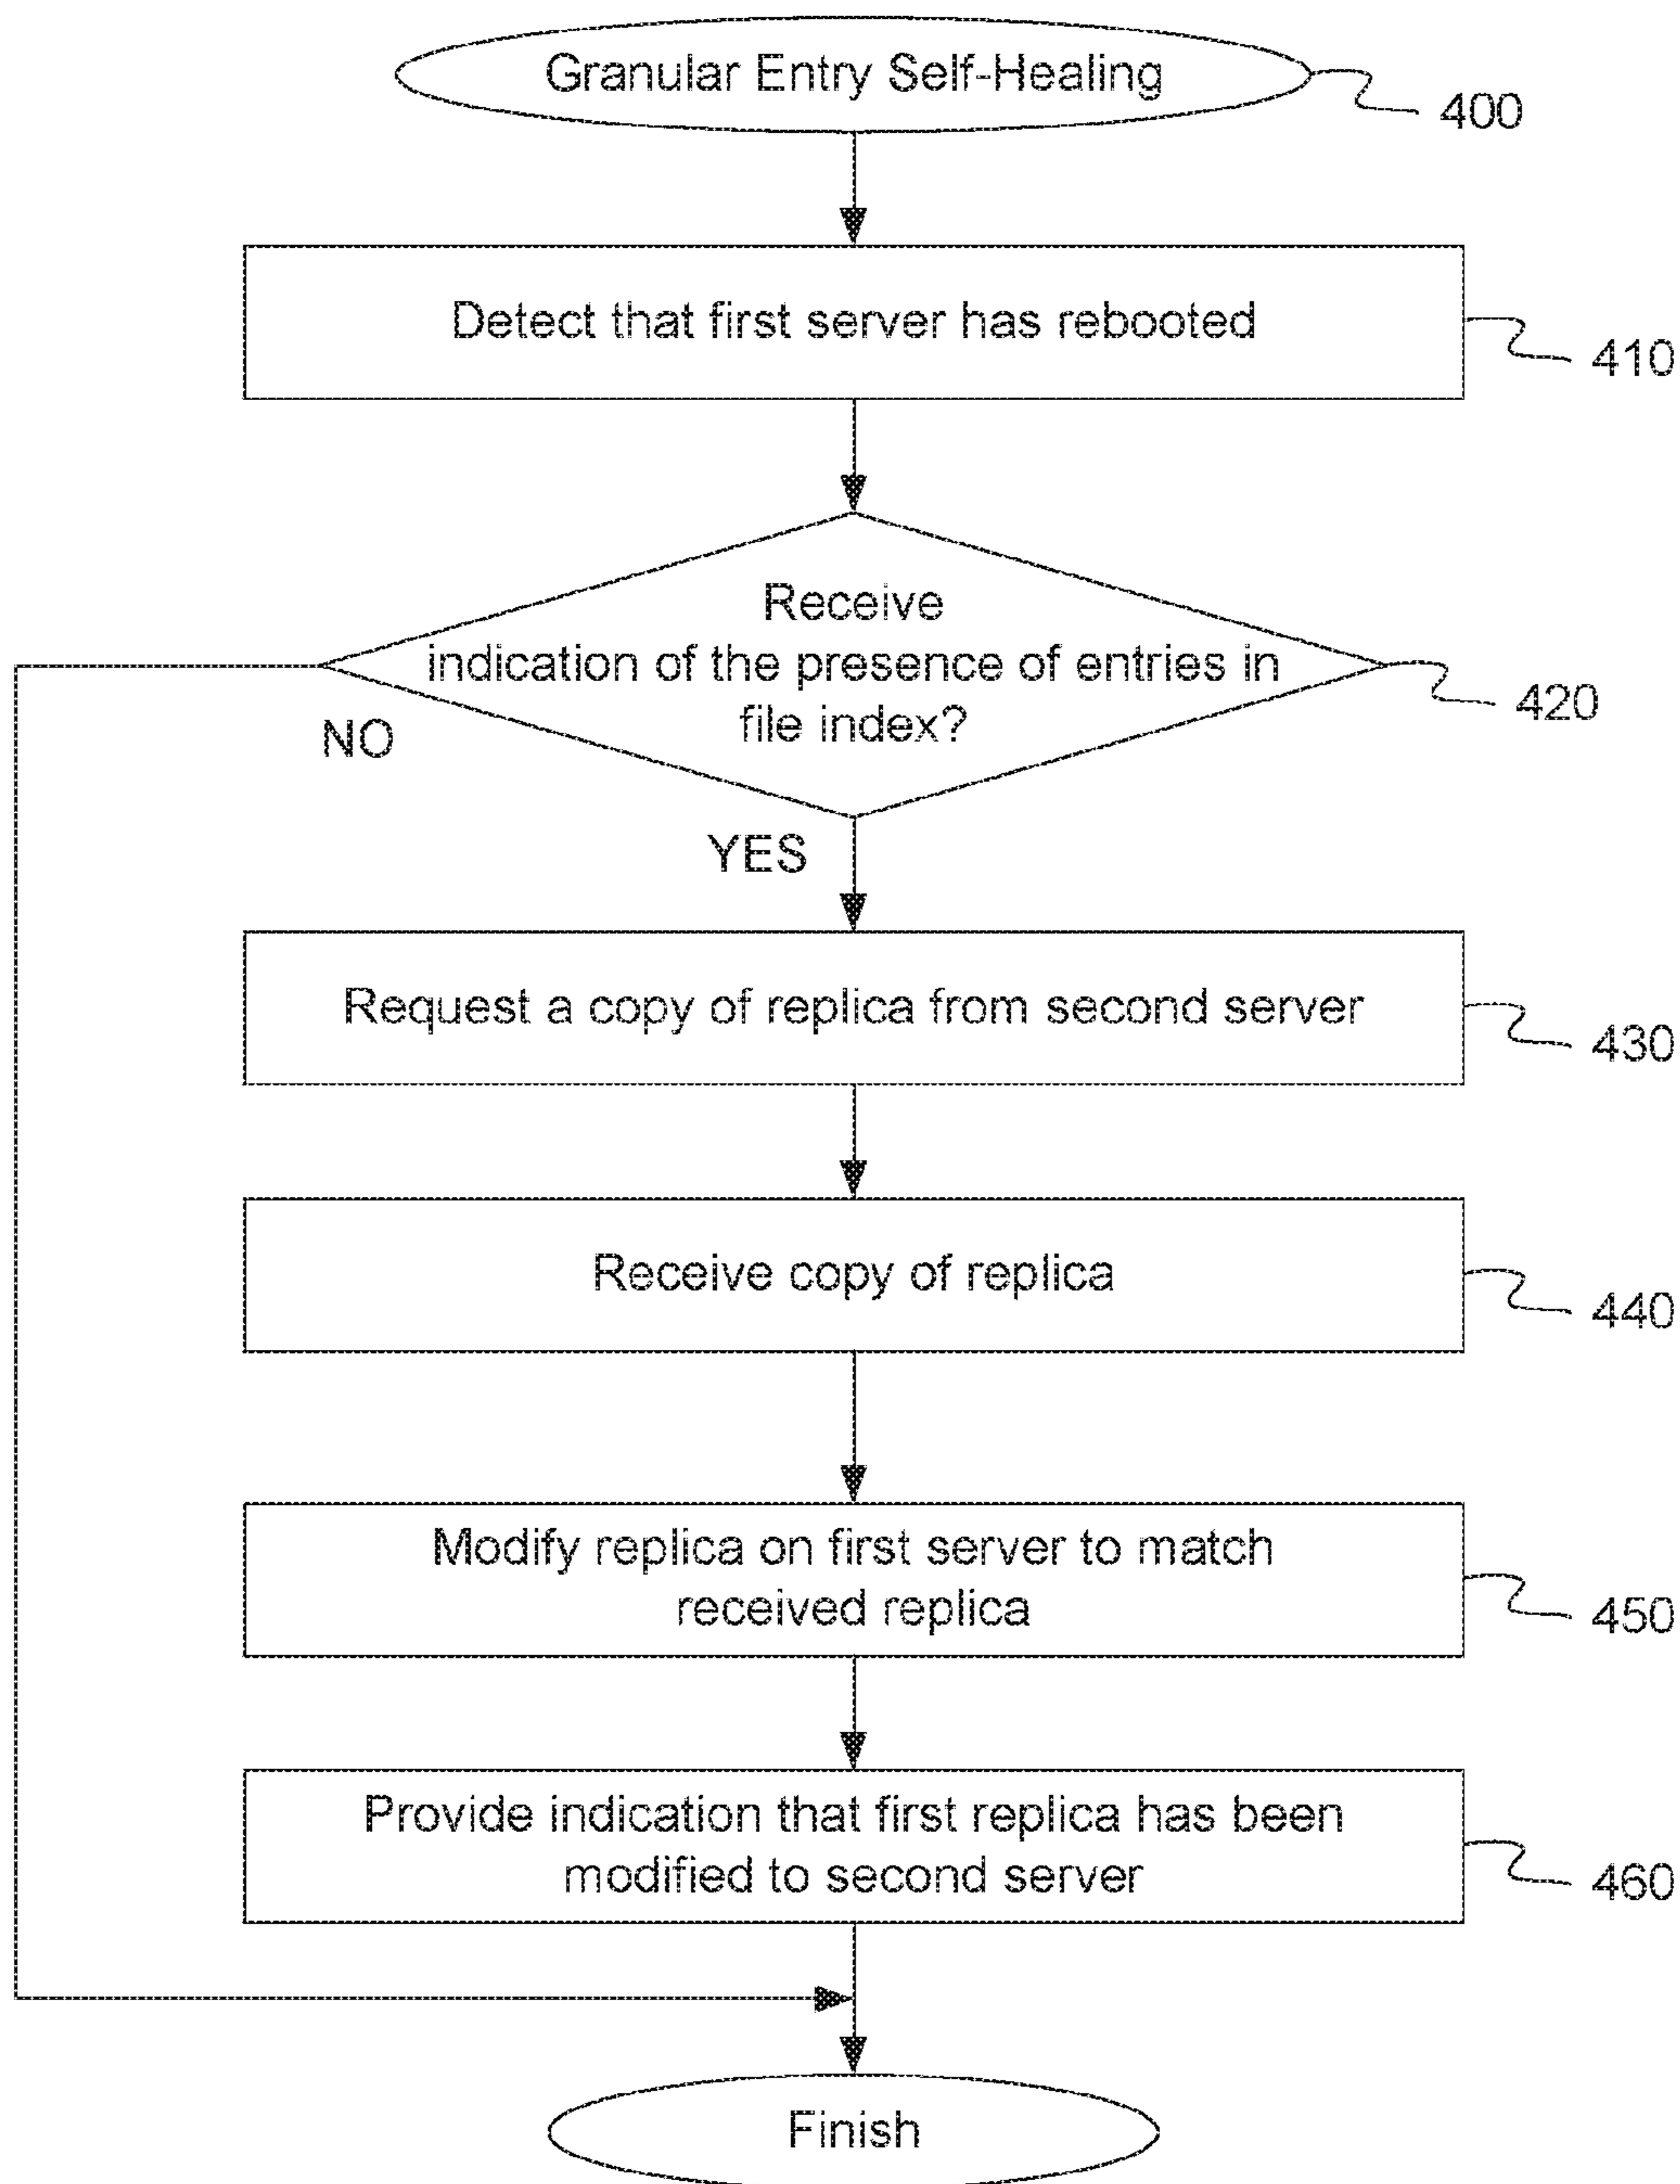 Granular Entry Self-Healing
400
Detect that first server has rebooted
410
Receive
indication of the presence of entries in
file index?
420
NO
YES
Request a copy of replica from second server
430
Receive copy of replica
440
Modify replica on first server to match
received replica
450
Provide indication that first replica has been
modified to second server
460
Finish